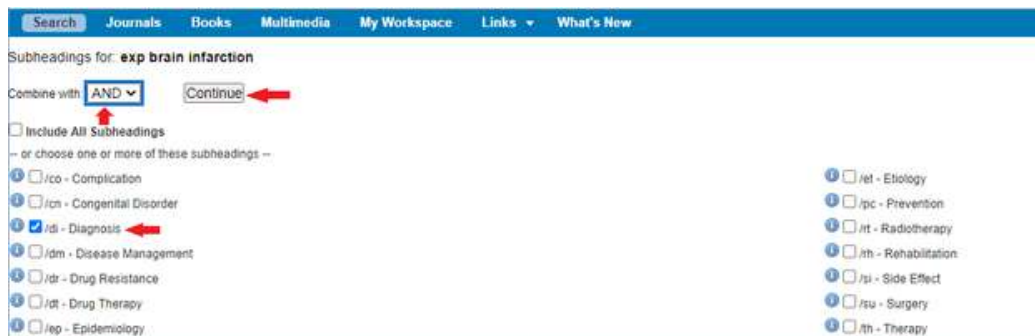 Search Journals Books Multimedia My Workspace Links What's New
Subheadings for: exp brain infarction
Combine with: AND Continue
Include All Subheadings
-- or choose one or more of these subheadings --
/co - Complication
/cn - Congenital Disorder
/di - Diagnosis
/dm - Disease Management
/dr - Drug Resistance
/dt - Drug Therapy
/ep - Epidemiology
/et - Etiology
/pc - Prevention
/rt - Radiotherapy
/rh - Rehabilitation
/si - Side Effect
/su - Surgery
/th - Therapy